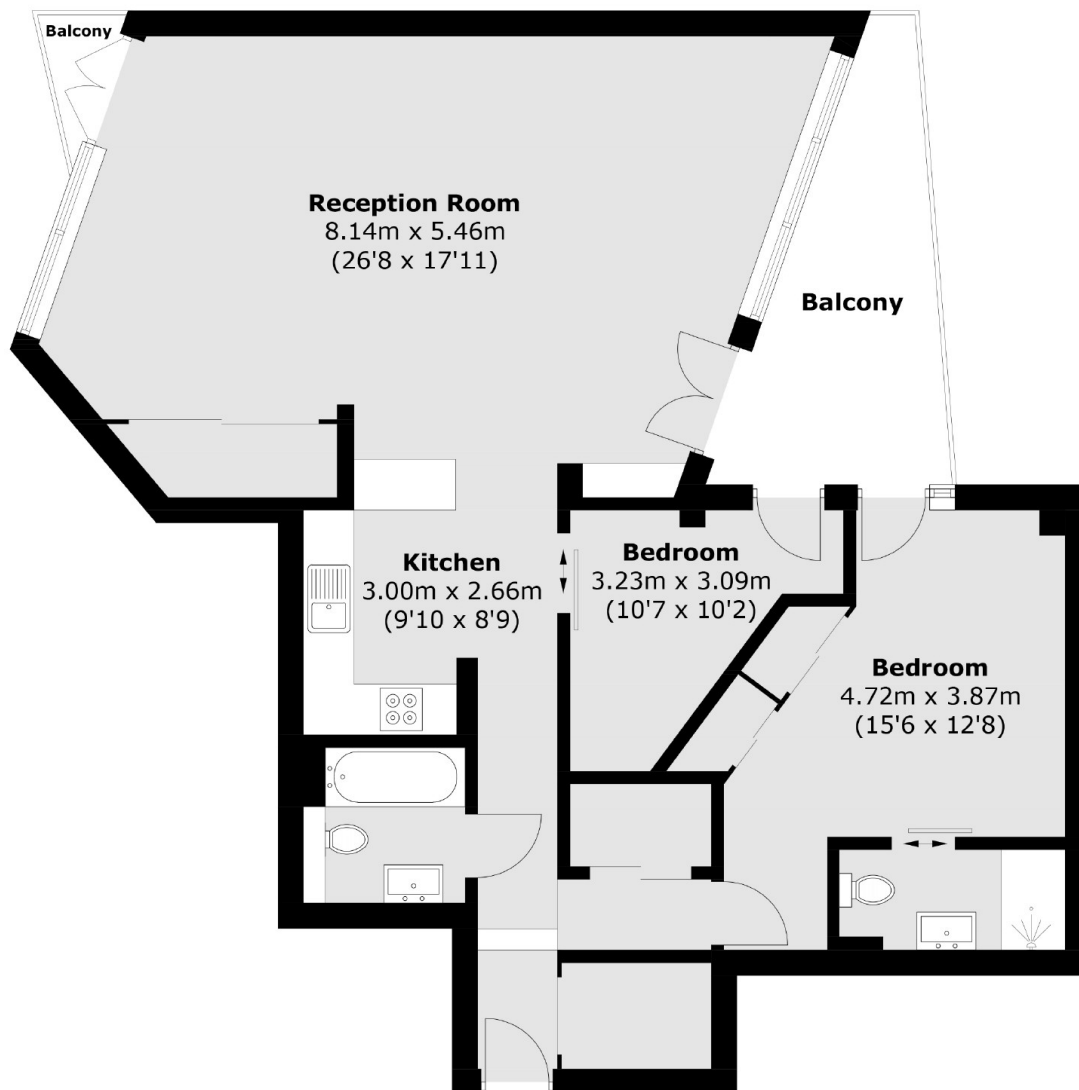 Balcony
Reception Room
8.14m x 5.46m
(26'8 x 17'11)
Balcony
Kitchen
3.00m x 2.66m
(9'10 x 8'9)
Bedroom
3.23m x 3.09m
(10'7 x 10'2)
Bedroom
4.72m x 3.87m
(15'6 x 12'8)